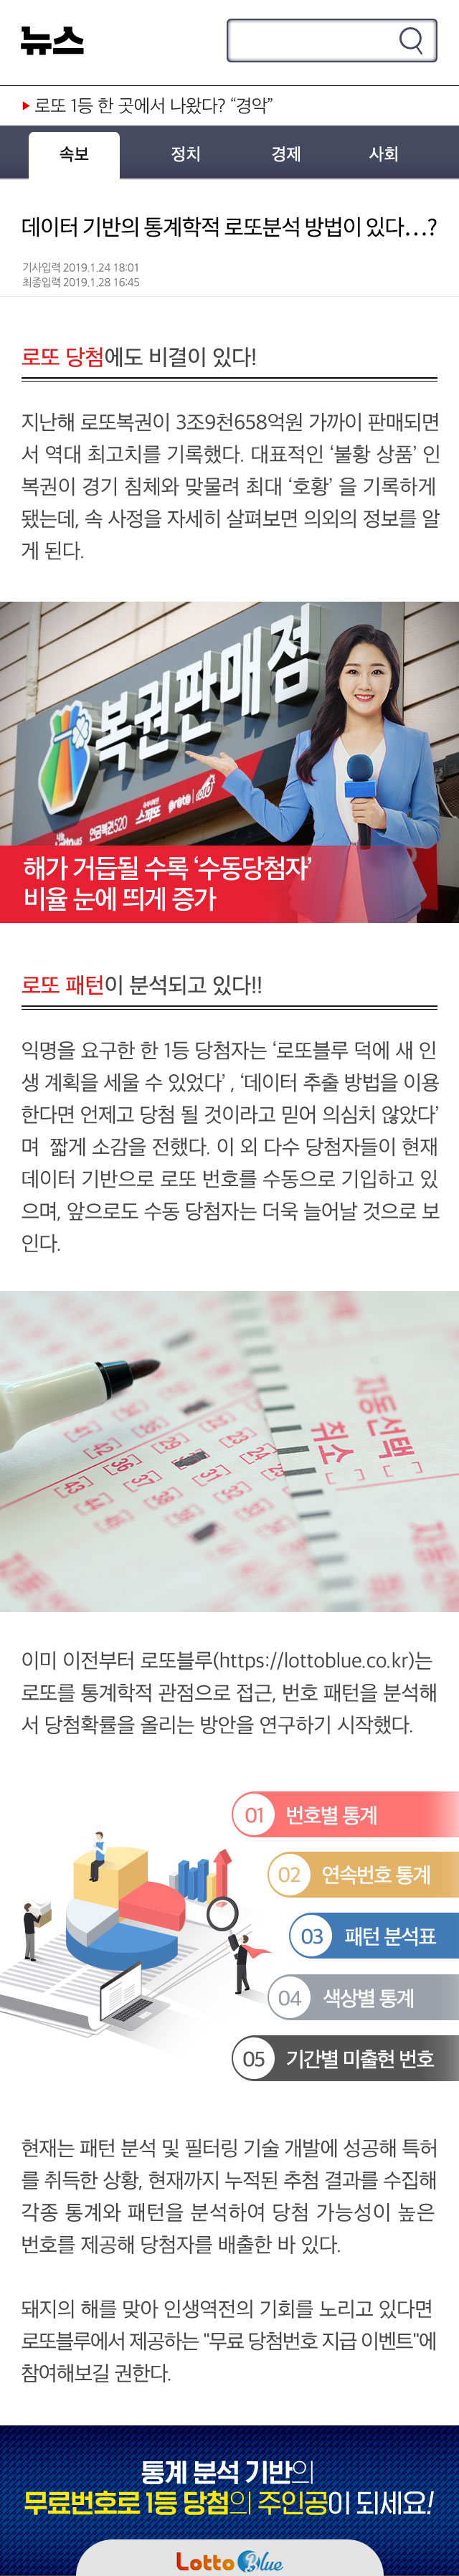 뉴스
로또 1등 한 곳에서 나왔다? “경악”
속보 정치 경제 사회
데이터 기반의 통계학적 로또분석 방법이 있다...?
기사입력 2019.1.24 18:01
최종입력 2019.1.28 16:45
로또 당첨에도 비결이 있다!
지난해 로또복권이 3조9천658억원 가까이 판매되면
서 역대 최고치를 기록했다. 대표적인 ‘불황 상품’ 인
복권이 경기 침체와 맞물려 최대 ‘호황’ 을 기록하게
됐는데, 속 사정을 자세히 살펴보면 의외의 정보를 알
게 된다.
복권판매점
연금복권520 스피또 proto
해가 거듭될 수록 ‘수동당첨자’
비율 눈에 띄게 증가
로또 패턴이 분석되고 있다!!
익명을 요구한 한 1등 당첨자는 ‘로또블루 덕에 새 인
생 계획을 세울 수 있었다’ , ‘데이터 추출 방법을 이용
한다면 언제고 당첨 될 것이라고 믿어 의심치 않았다’
며 짧게 소감을 전했다. 이 외 다수 당첨자들이 현재
데이터 기반으로 로또 번호를 수동으로 기입하고 있
으며, 앞으로도 수동 당첨자는 더욱 늘어날 것으로 보
인다.
자동선택
취소
42
36
29
22
23
24
43
37
30
31
44
38
45
자동
이미 이전부터 로또블루(https://lottoblue.co.kr)는
로또를 통계학적 관점으로 접근, 번호 패턴을 분석해
서 당첨확률을 올리는 방안을 연구하기 시작했다.
01 번호별 통계
02 연속번호 통계
03 패턴 분석표
04 색상별 통계
05 기간별 미출현 번호
현재는 패턴 분석 및 필터링 기술 개발에 성공해 특허
를 취득한 상황, 현재까지 누적된 추첨 결과를 수집해
각종 통계와 패턴을 분석하여 당첨 가능성이 높은
번호를 제공해 당첨자를 배출한 바 있다.
돼지의 해를 맞아 인생역전의 기회를 노리고 있다면
로또블루에서 제공하는 "무료 당첨번호 지급 이벤트"에
참여해보길 권한다.
통계 분석 기반의
무료번호로 1등 당첨의 주인공이 되세요!
Lotto Blue